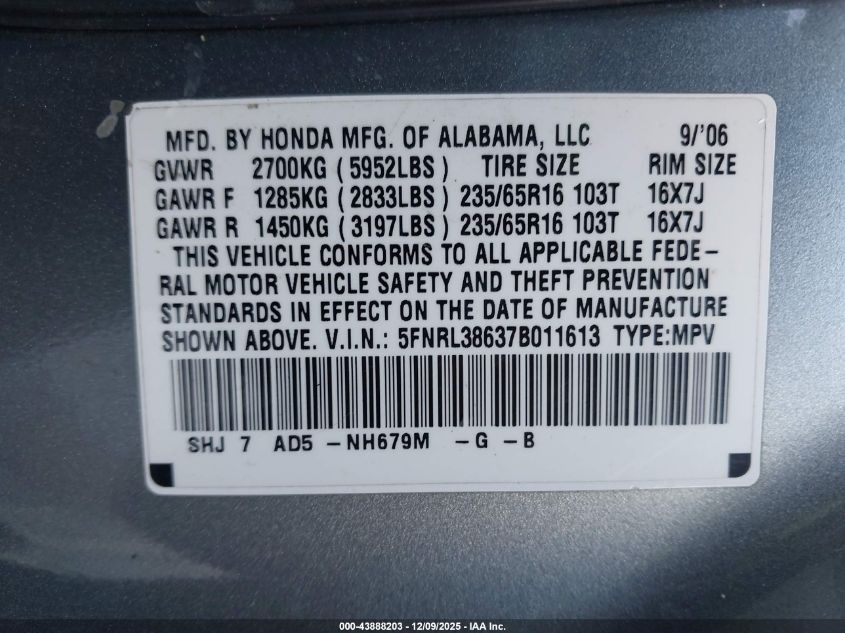 MFD. BY HONDA MFG. OF ALABAMA, LLC 9/'06
GVWR 2700KG (5952LBS) TIRE SIZE RIM SIZE
GAWR F 1285KG (2833LBS) 235/65R16 103T 16X7J
GAWR R 1450KG (3197LBS) 235/65R16 103T 16X7J
THIS VEHICLE CONFORMS TO ALL APPLICABLE FEDE-
RAL MOTOR VEHICLE SAFETY AND THEFT PREVENTION
STANDARDS IN EFFECT ON THE DATE OF MANUFACTURE
SHOWN ABOVE. V.I.N.: 5FNRL38637B011613 TYPE:MPV
SHJ 7 AD5 -NH679M -G -B
000-43888203 - 12/09/2025 - IAA Inc.